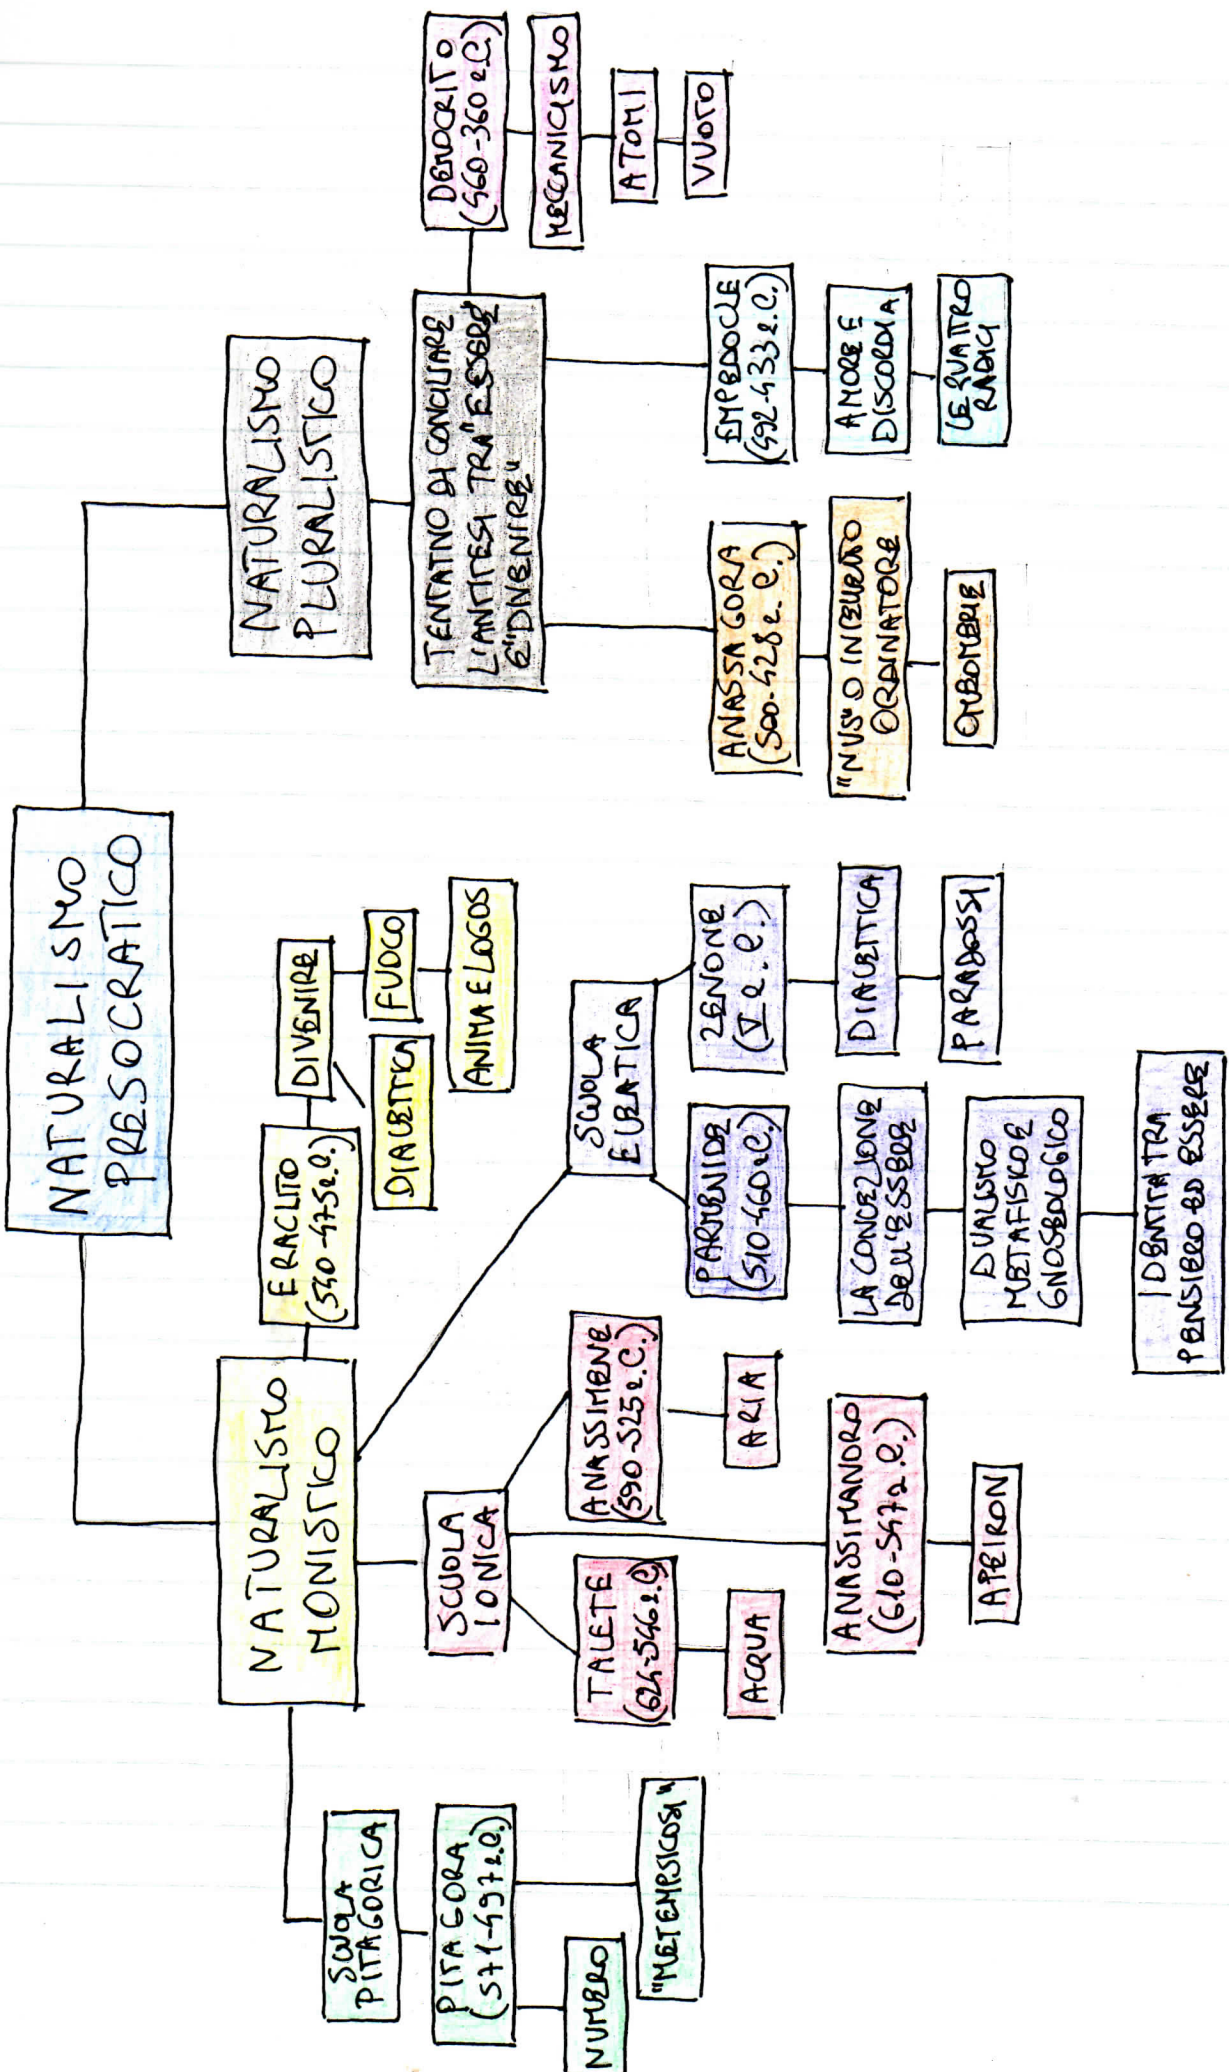 NATURALISMO
PRESOCRATICO
NATURALISMO
MONISTICO
NATURALISMO
PLURALISTICO
SCUOLA
PITAGORICA
PITAGORA
(571-497 a.C.)
NUMERO
"METEMPSICOSI"
SCUOLA
IONICA
TALETE
(624-546 a.C)
ACQUA
ANASSIMENE
(590-525 a.C.)
ARIA
ANASSIMANDRO
(610-547 a.C.)
APEIRON
ERACLITO
(540-475 a.C.)
DIVENIRE
DIALETTICA
FUOCO
ANIMA E LOGOS
SCUOLA
ELEATICA
PARMENIDE
(510-460 a.C.)
LA CONCEZIONE
DELL'ESSERE
DUALISMO
METAFISICO E
GNOSEOLOGICO
IDENTITÀ TRA
PENSIERO ED ESSERE
ZENONE
(V a.C.)
DIALETTICA
PARADOSSI
TENTATIVO DI CONCILIARE
L'ANTITESI TRA "ESSERE"
E "DIVENIRE"
ANASSAGORA
(500-428 a.C.)
"NUS" O INTELLETTO
ORDINATORE
OMEOMERIE
EMPEDOCLE
(492-433 a.C.)
AMORE E
DISCORDIA
LE QUATTRO
RADICI
DEMOCRITO
(460-360 a.C.)
MECCANICISMO
ATOMI
VUOTO